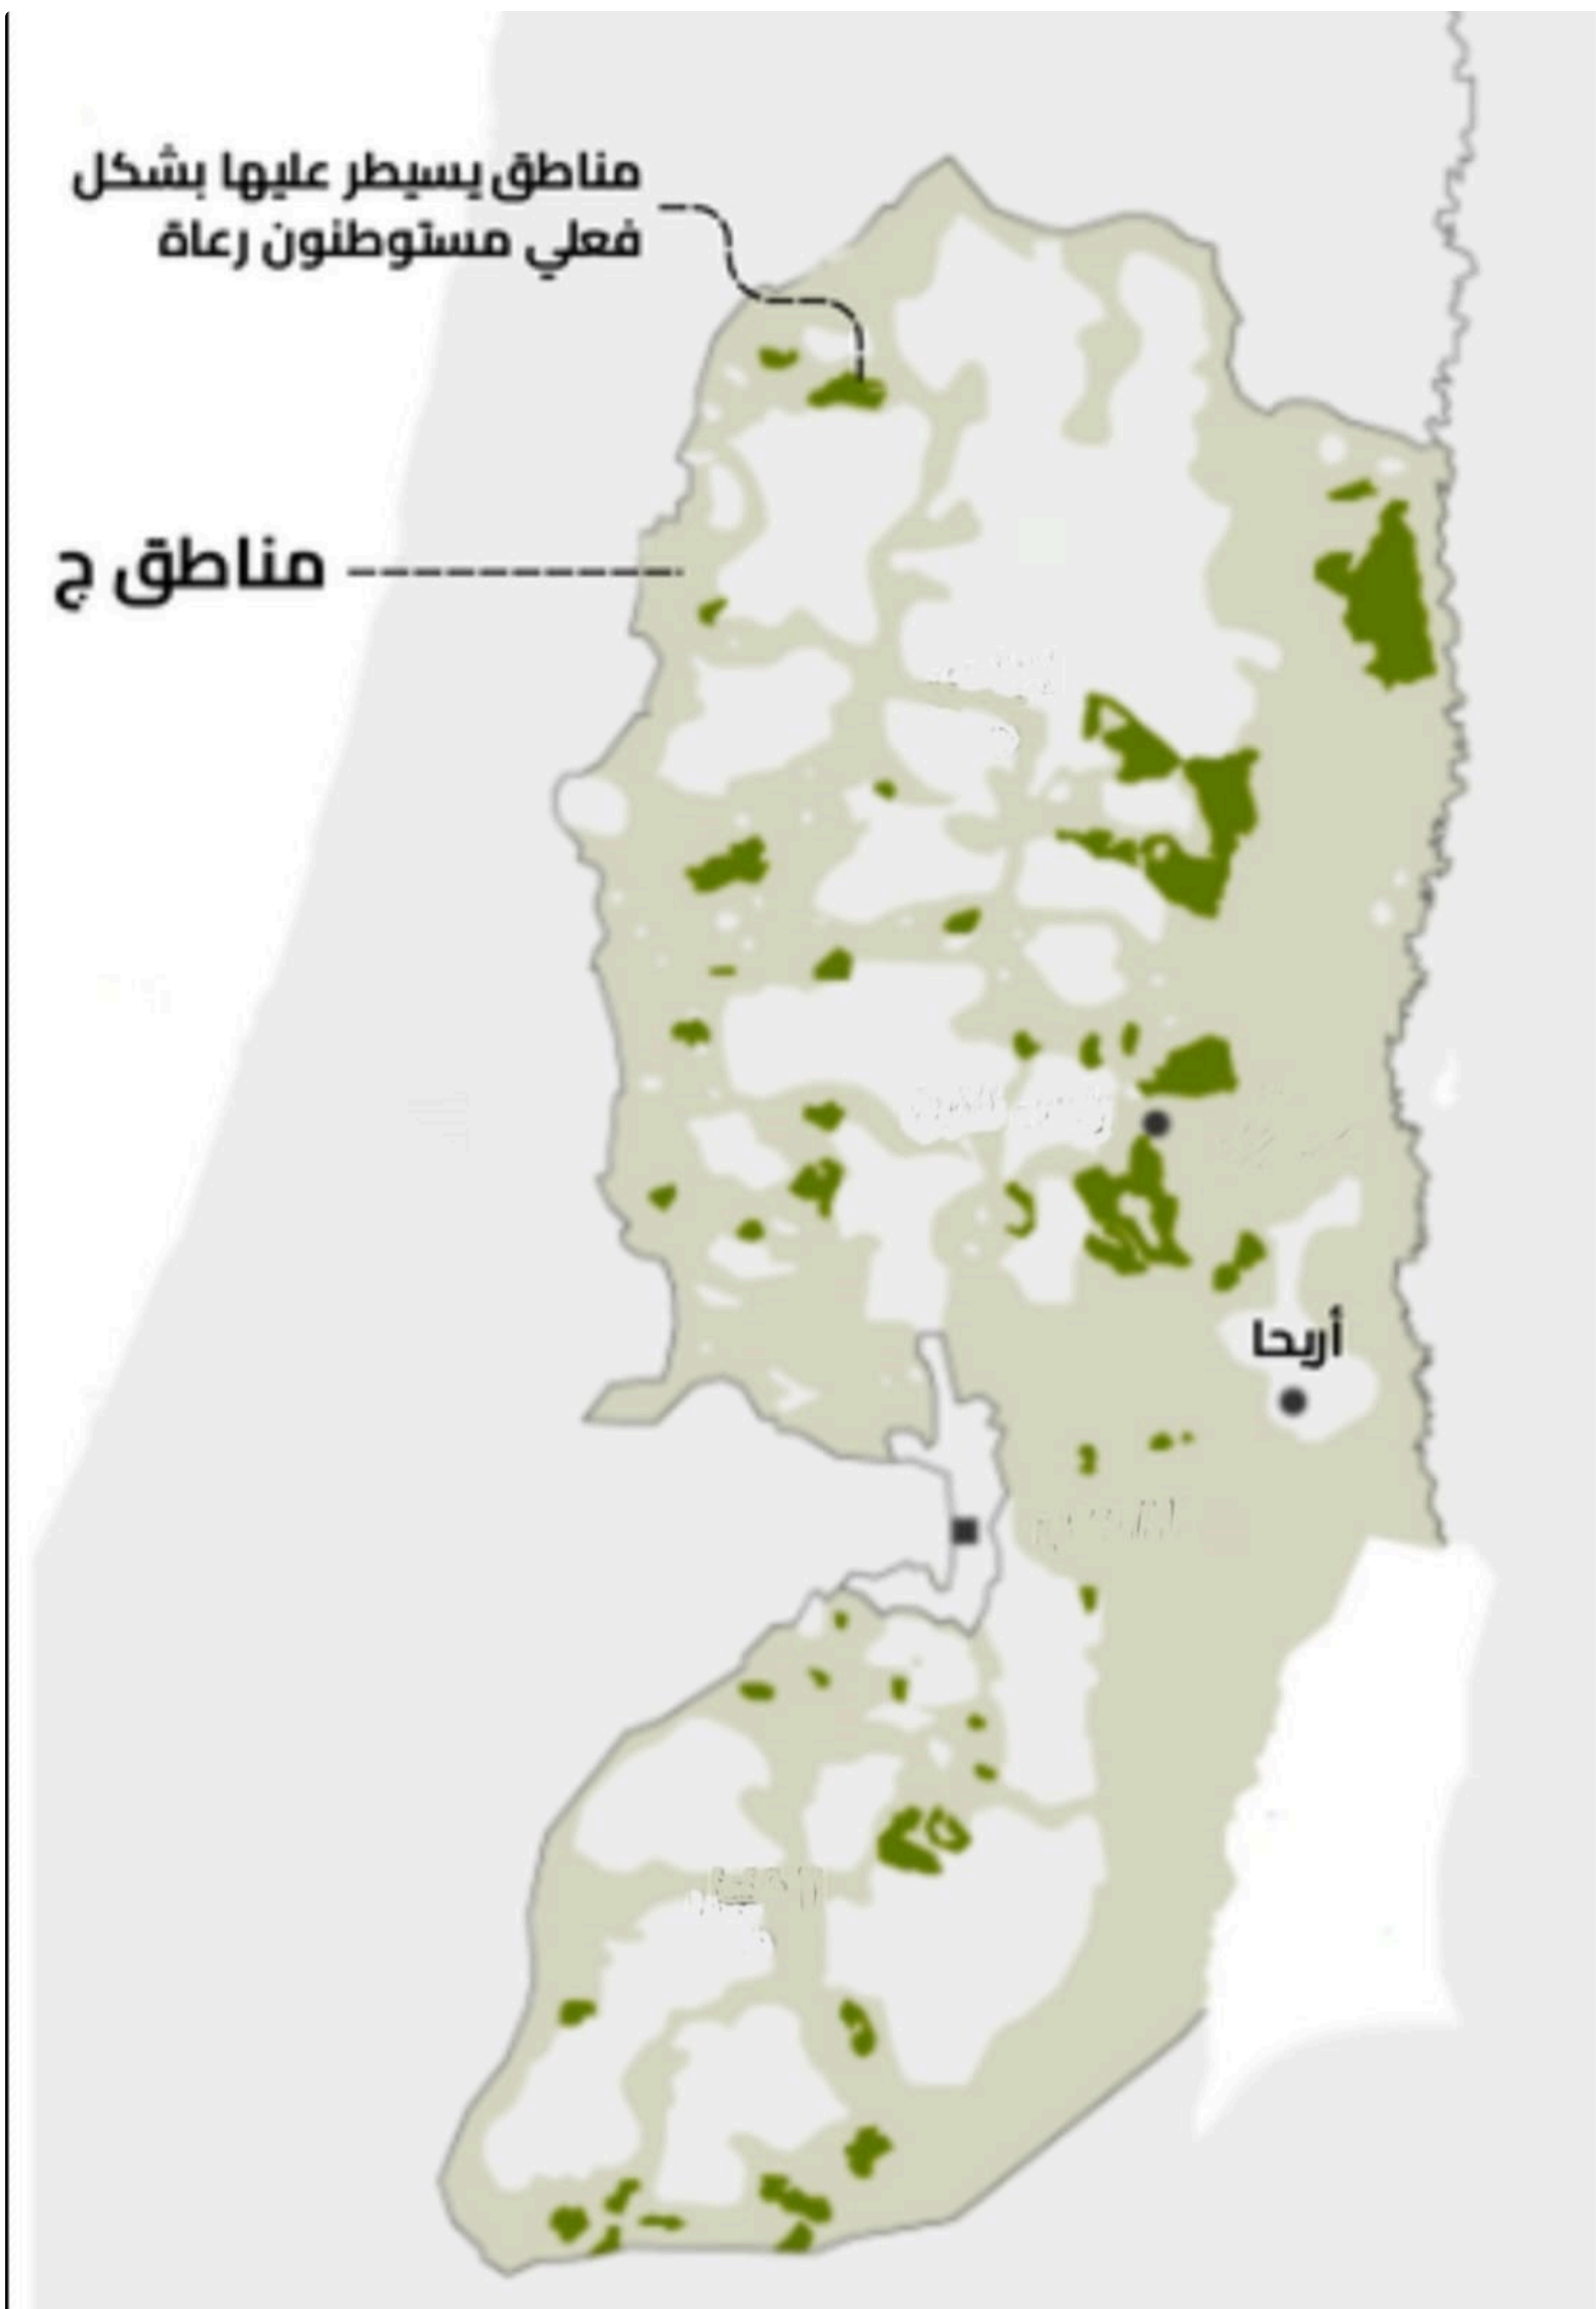 مناطق يسيطر عليها بشكل
فعلي مستوطنون رعاة
مناطق ج
أريحا